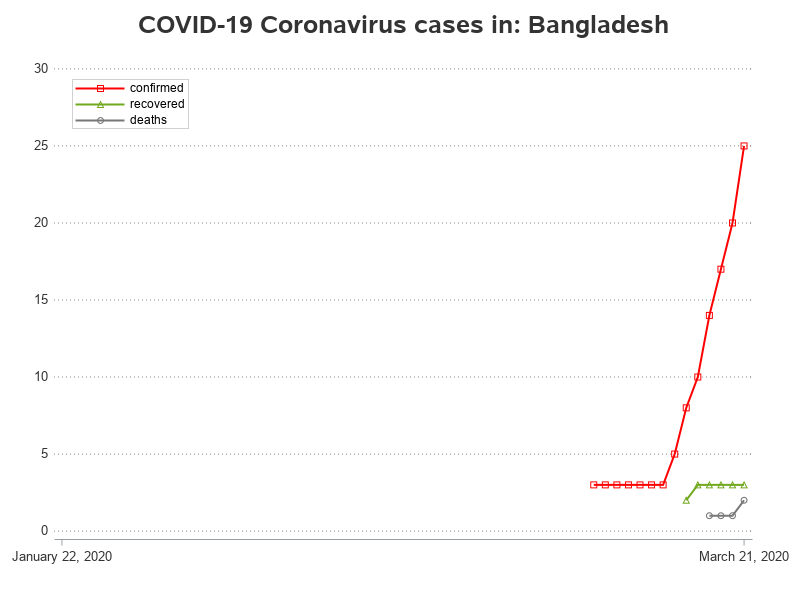 COVID-19 Coronavirus cases in: Bangladesh
30
confirmed
recovered
deaths
25
20
15
10
5
0
January 22, 2020 March 21, 2020